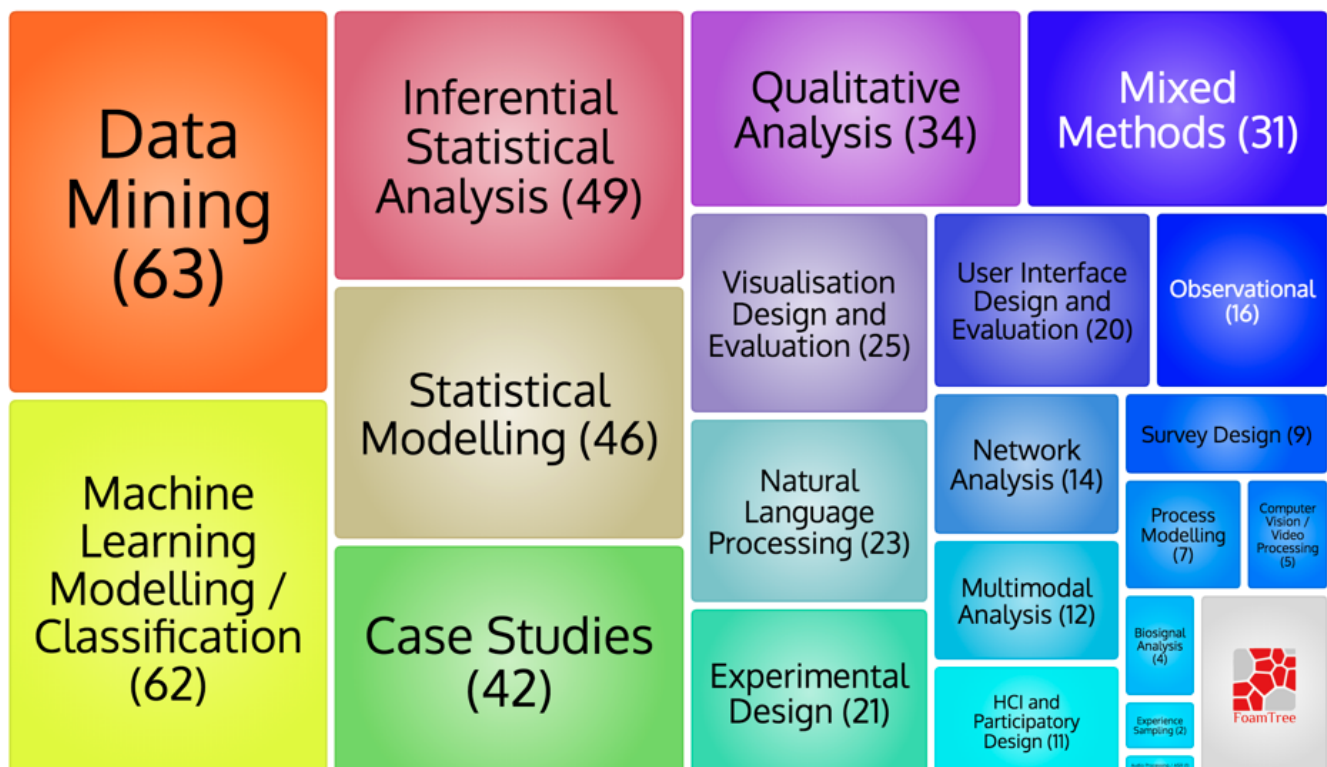 Data
Mining
(63)
Machine
Learning
Modelling /
Classification
(62)
Inferential
Statistical
Analysis (49)
Statistical
Modelling (46)
Case Studies
(42)
Qualitative
Analysis (34)
Mixed
Methods (31)
Visualisation
Design and
Evaluation (25)
User Interface
Design and
Evaluation (20)
Observational
(16)
Natural
Language
Processing (23)
Experimental
Design (21)
Network
Analysis (14)
Multimodal
Analysis (12)
HCI and
Participatory
Design (11)
Survey Design (9)
Process
Modelling
(7)
Computer
Vision /
Video
Processing
(5)
Biosignal
Analysis
(4)
Experience
Sampling (2)
FoamTree